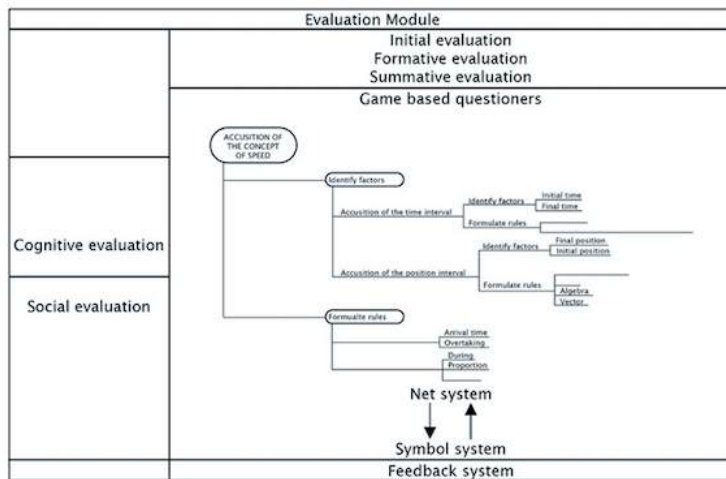 Evaluation Module
Initial evaluation
Formative evaluation
Summative evaluation
Game based questioners
ACCUSITION OF
THE CONCEPT
OF SPEED
Identify factors
Accusition of the time interval
Identify factors
Initial time
Final time
Formulate rules
Accusition of the position interval
Identify factors
Final position
Initial position
Formulate rules
Algebra
Vector
Formualte rules
Arrival time
Overtaking
During
Proportion
Cognitive evaluation
Social evaluation
Net system
Symbol system
Feedback system